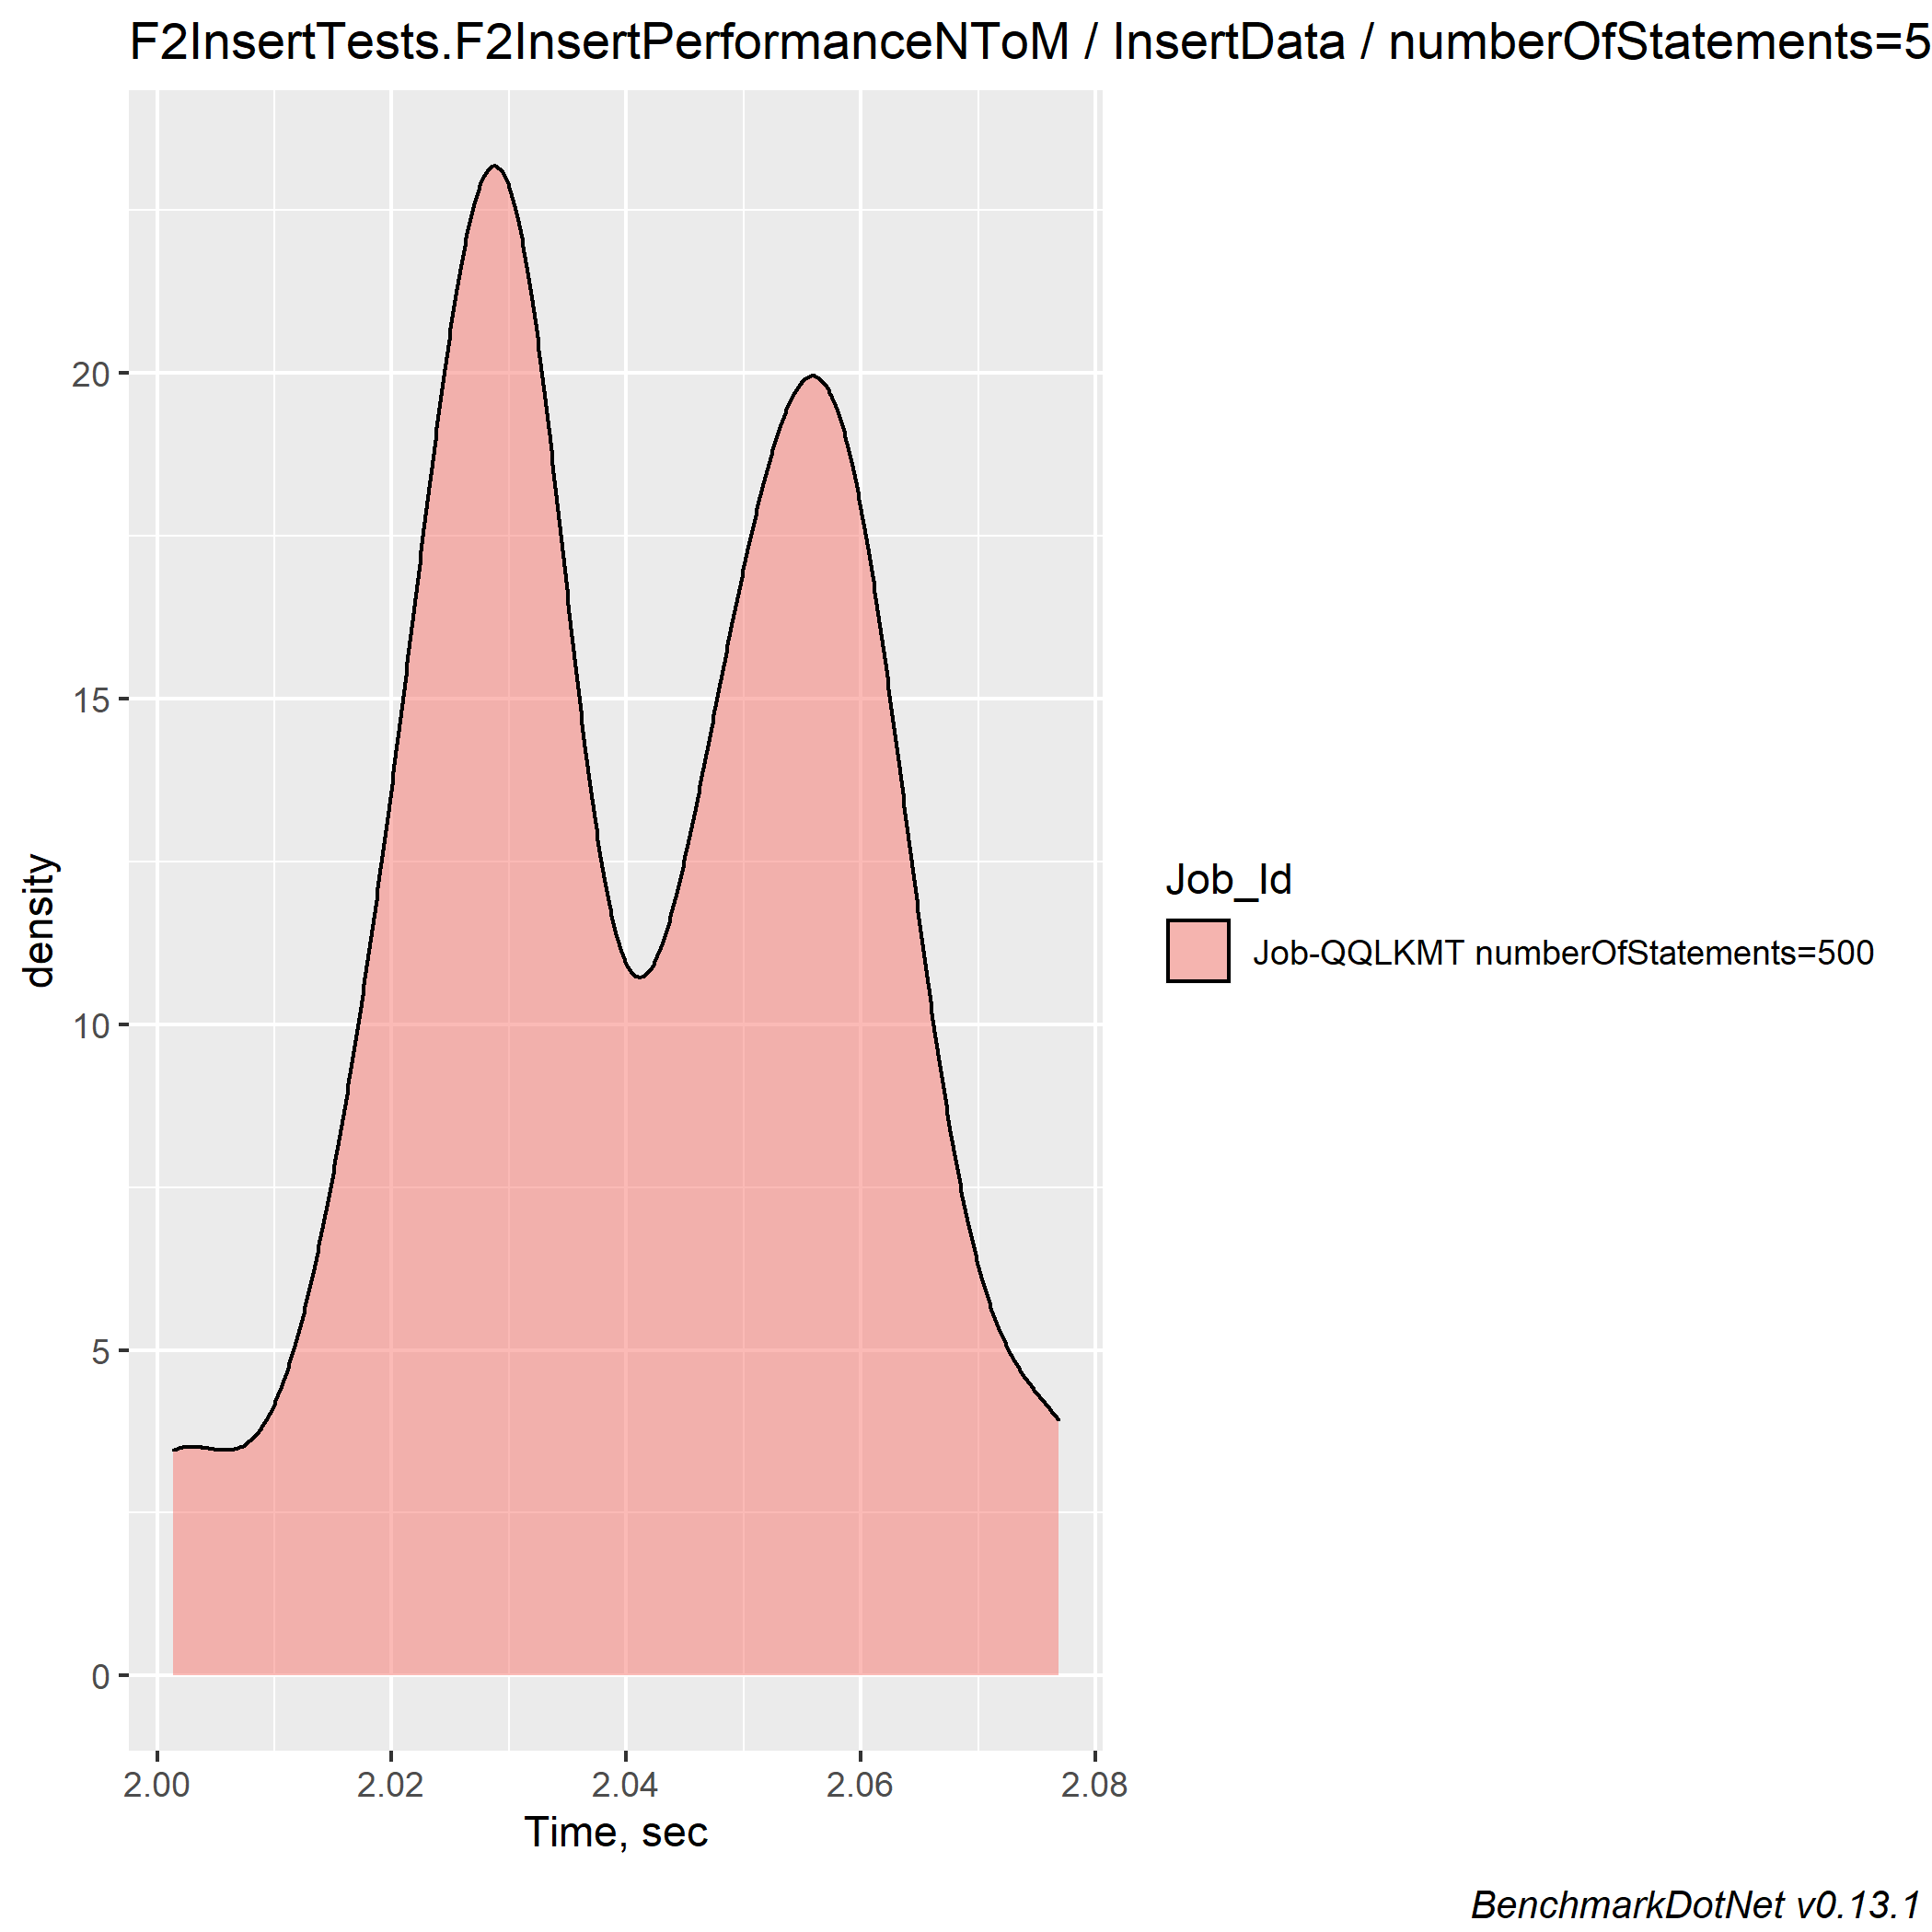 F2InsertTests.F2InsertPerformanceNToM / InsertData / numberOfStatements=5
20
15
10
5
0
density
2.00 2.02 2.04 2.06 2.08
Time, sec
Job_Id
Job-QQLKMT numberOfStatements=500
BenchmarkDotNet v0.13.1